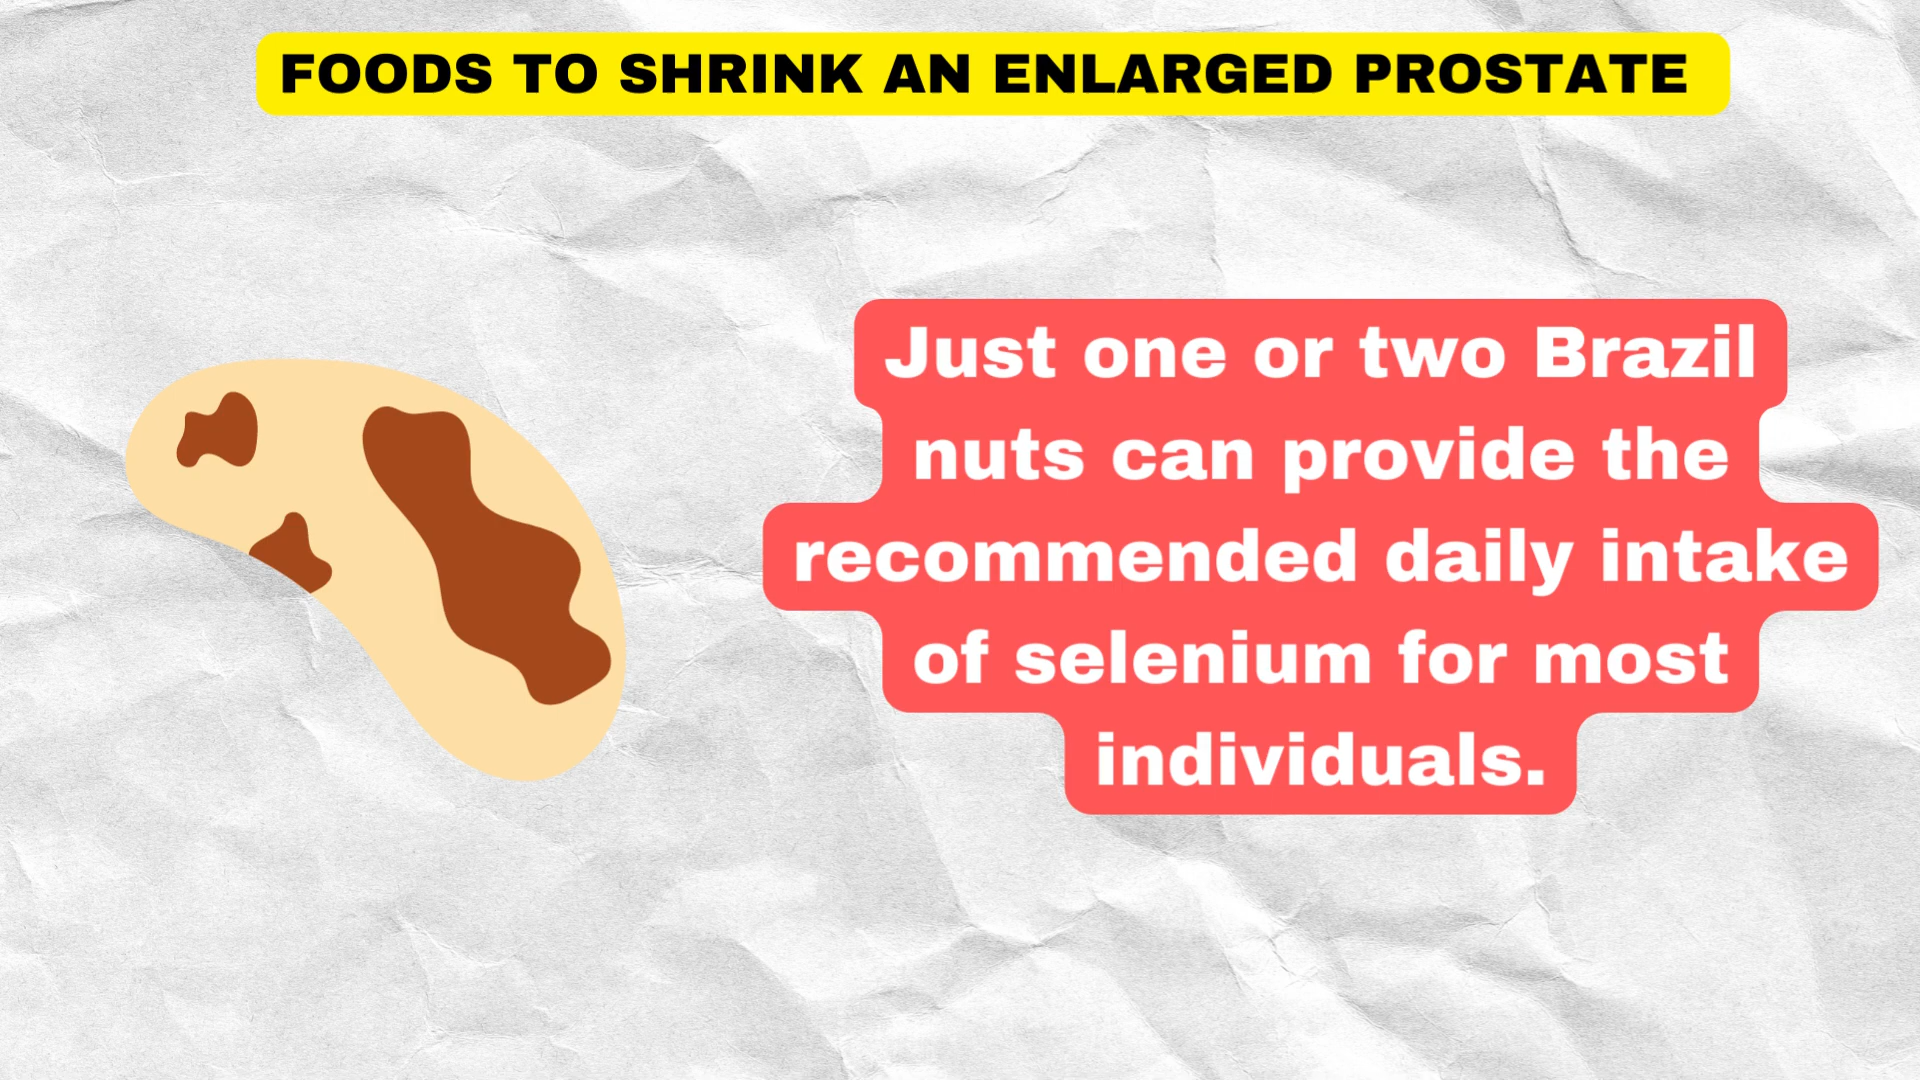 FOODS TO SHRINK AN ENLARGED PROSTATE
Just one or two Brazil
nuts can provide the
recommended daily intake
of selenium for most
individuals.